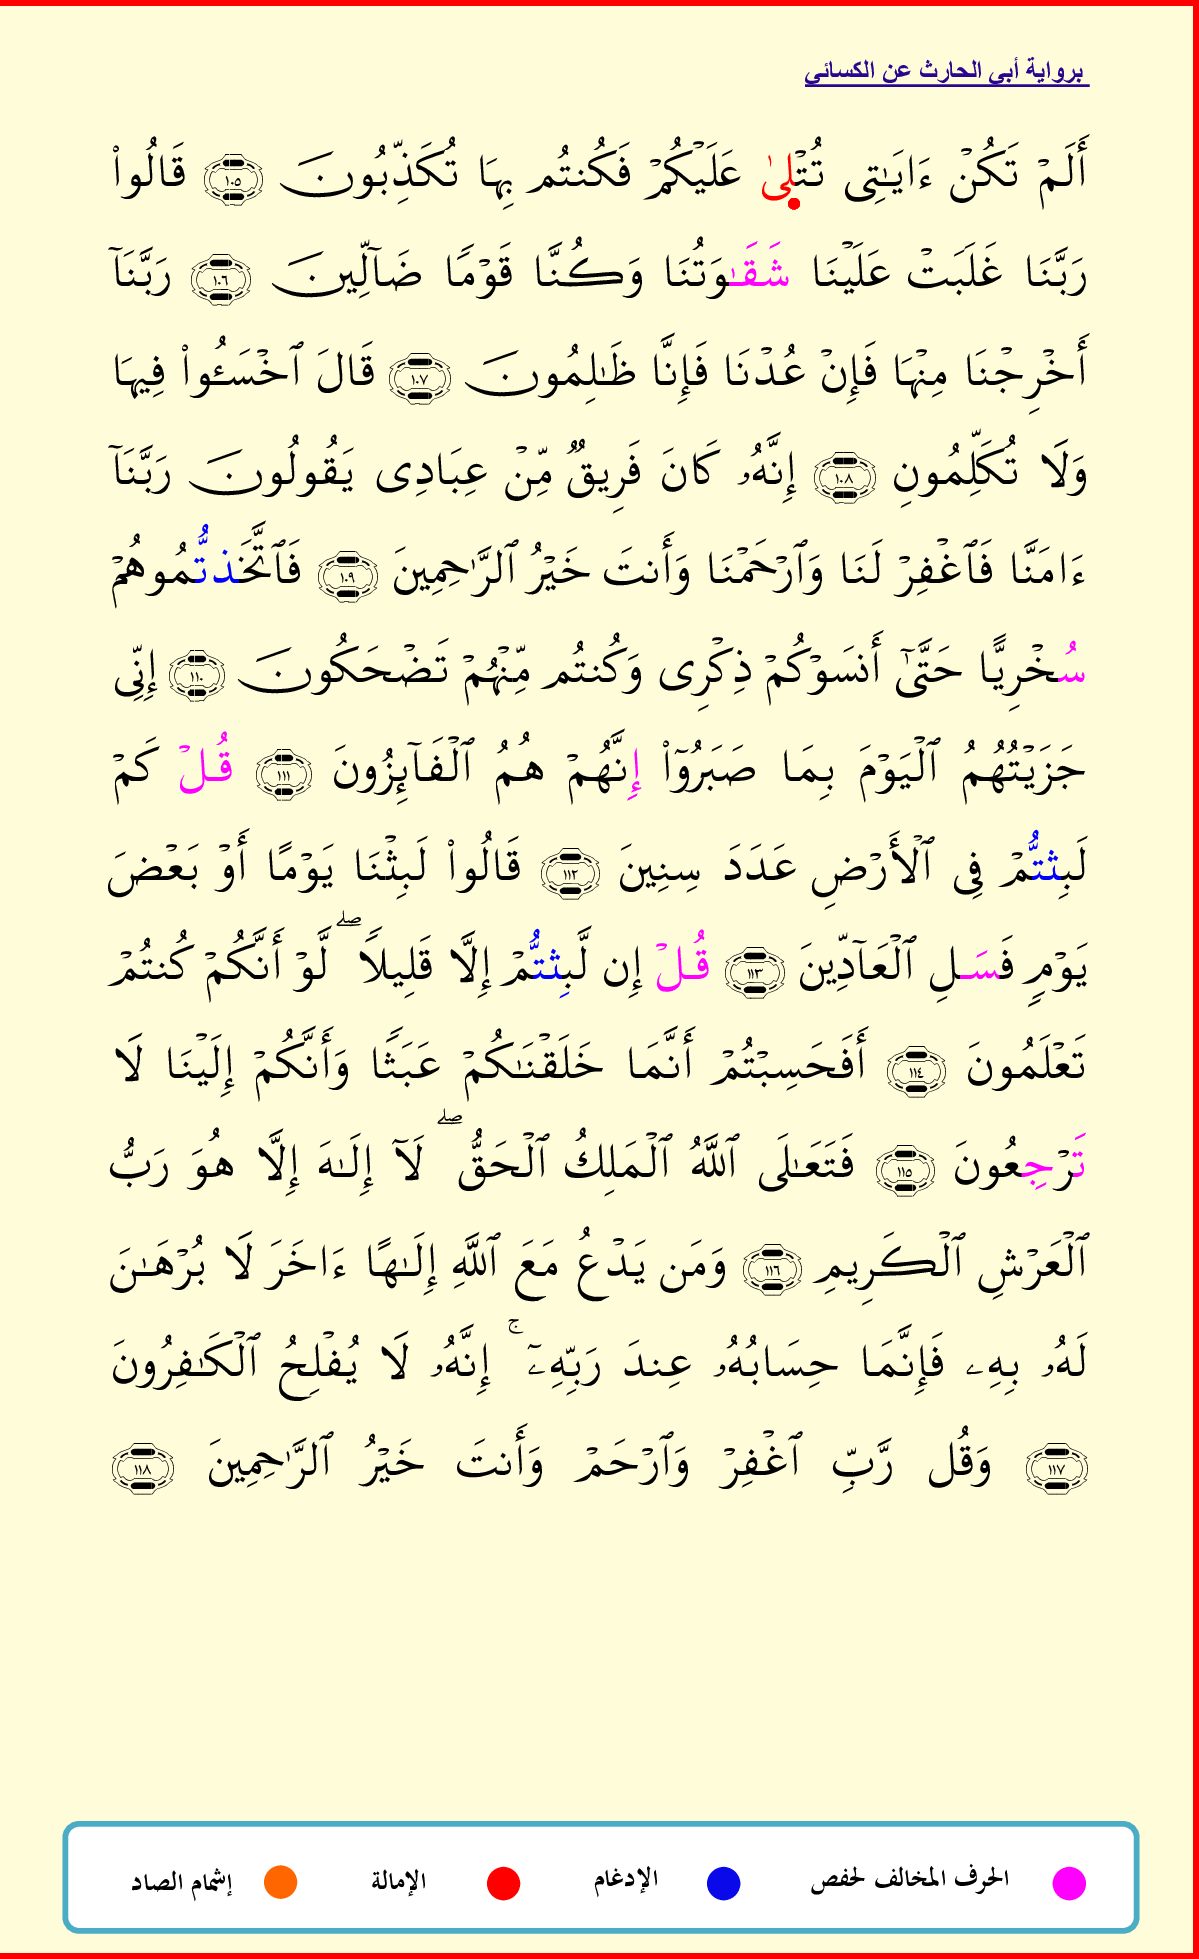 برواية أبي الحارث عن الكسائي
أَلَمۡ تَكُنۡ ءَايَٰتِى تُتۡلِىٰ عَلَيۡكُمۡ فَكُنتُم بِهَا تُكَذِّبُونَ ١٠٥ قَالُوا۟
رَبَّنَا غَلَبَتۡ عَلَيۡنَا شَقَٰوَتُنَا وَكُنَّا قَوۡمًا ضَآلِّينَ ١٠٦ رَبَّنَآ
أَخۡرِجۡنَا مِنۡهَا فَإِنۡ عُدۡنَا فَإِنَّا ظَٰلِمُونَ ١٠٧ قَالَ ٱخۡسَـُٔوا۟ فِيهَا
وَلَا تُكَلِّمُونِ ١٠٨ إِنَّهُۥ كَانَ فَرِيقٌ مِّنۡ عِبَادِى يَقُولُونَ رَبَّنَآ
ءَامَنَّا فَٱغۡفِرۡ لَنَا وَٱرۡحَمۡنَا وَأَنتَ خَيۡرُ ٱلرَّٰحِمِينَ ١٠٩ فَٱتَّخَذتُّمُوهُمۡ
سُخۡرِيًّا حَتَّىٰٓ أَنسَوۡكُمۡ ذِكۡرِى وَكُنتُم مِّنۡهُمۡ تَضۡحَكُونَ ١١٠ إِنِّى
جَزَيۡتُهُمُ ٱلۡيَوۡمَ بِمَا صَبَرُوٓا۟ إِنَّهُمۡ هُمُ ٱلۡفَآئِزُونَ ١١١ قُلۡ كَمۡ
لَبِثتُّمۡ فِى ٱلۡأَرۡضِ عَدَدَ سِنِينَ ١١٢ قَالُوا۟ لَبِثۡنَا يَوۡمًا أَوۡ بَعۡضَ
يَوۡمٍ فَسَلِ ٱلۡعَآدِّينَ ١١٣ قُلۡ إِن لَّبِثتُّمۡ إِلَّا قَلِيلًا ۖ لَّوۡ أَنَّكُمۡ كُنتُمۡ
تَعۡلَمُونَ ١١٤ أَفَحَسِبۡتُمۡ أَنَّمَا خَلَقۡنَٰكُمۡ عَبَثًا وَأَنَّكُمۡ إِلَيۡنَا لَا
تَرۡجِعُونَ ١١٥ فَتَعَٰلَى ٱللَّهُ ٱلۡمَلِكُ ٱلۡحَقُّ ۖ لَآ إِلَٰهَ إِلَّا هُوَ رَبُّ
ٱلۡعَرۡشِ ٱلۡكَرِيمِ ١١٦ وَمَن يَدۡعُ مَعَ ٱللَّهِ إِلَٰهًا ءَاخَرَ لَا بُرۡهَٰنَ
لَهُۥ بِهِۦ فَإِنَّمَا حِسَابُهُۥ عِندَ رَبِّهِۦٓ ۚ إِنَّهُۥ لَا يُفۡلِحُ ٱلۡكَٰفِرُونَ
١١٧ وَقُل رَّبِّ ٱغۡفِرۡ وَٱرۡحَمۡ وَأَنتَ خَيۡرُ ٱلرَّٰحِمِينَ ١١٨
الحرف المخالف لحفص الإدغام الإمالة إشمام الصاد